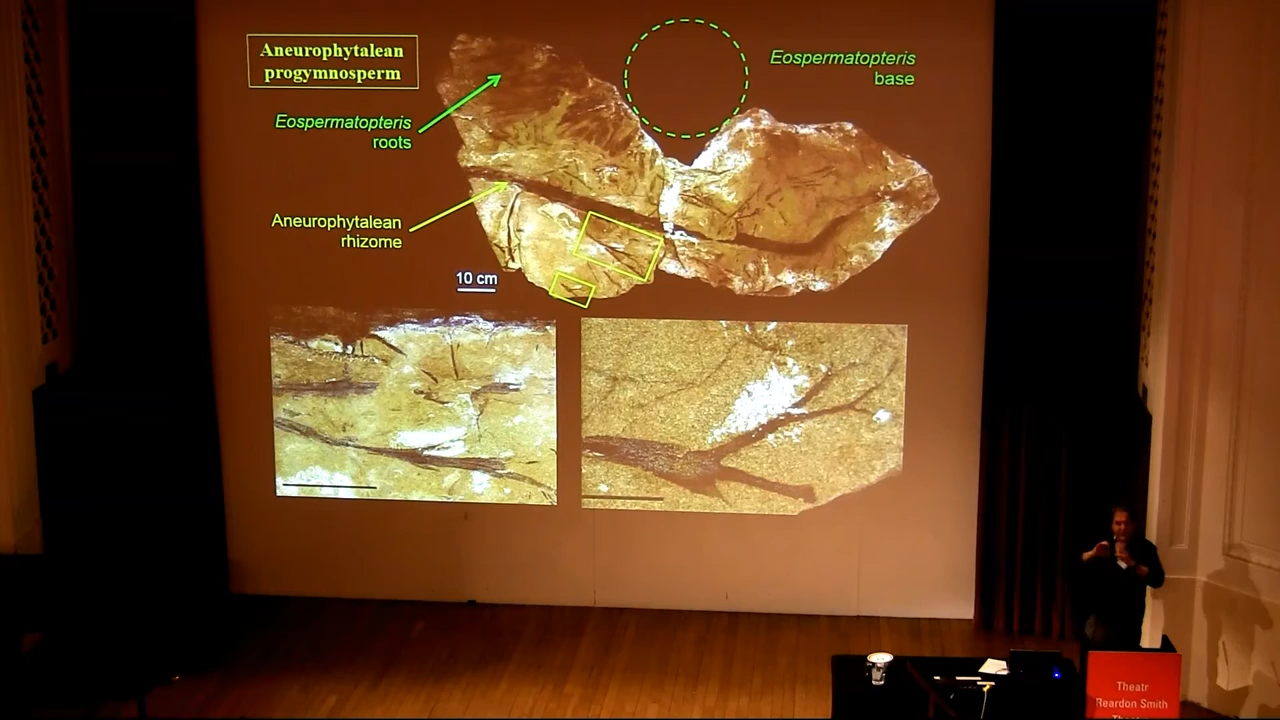 Aneurophytalean
progymnosperm
Eospermatopteris
base
Eospermatopteris
roots
Aneurophytalean
rhizome
10 cm
Theatr
Reardon Smith